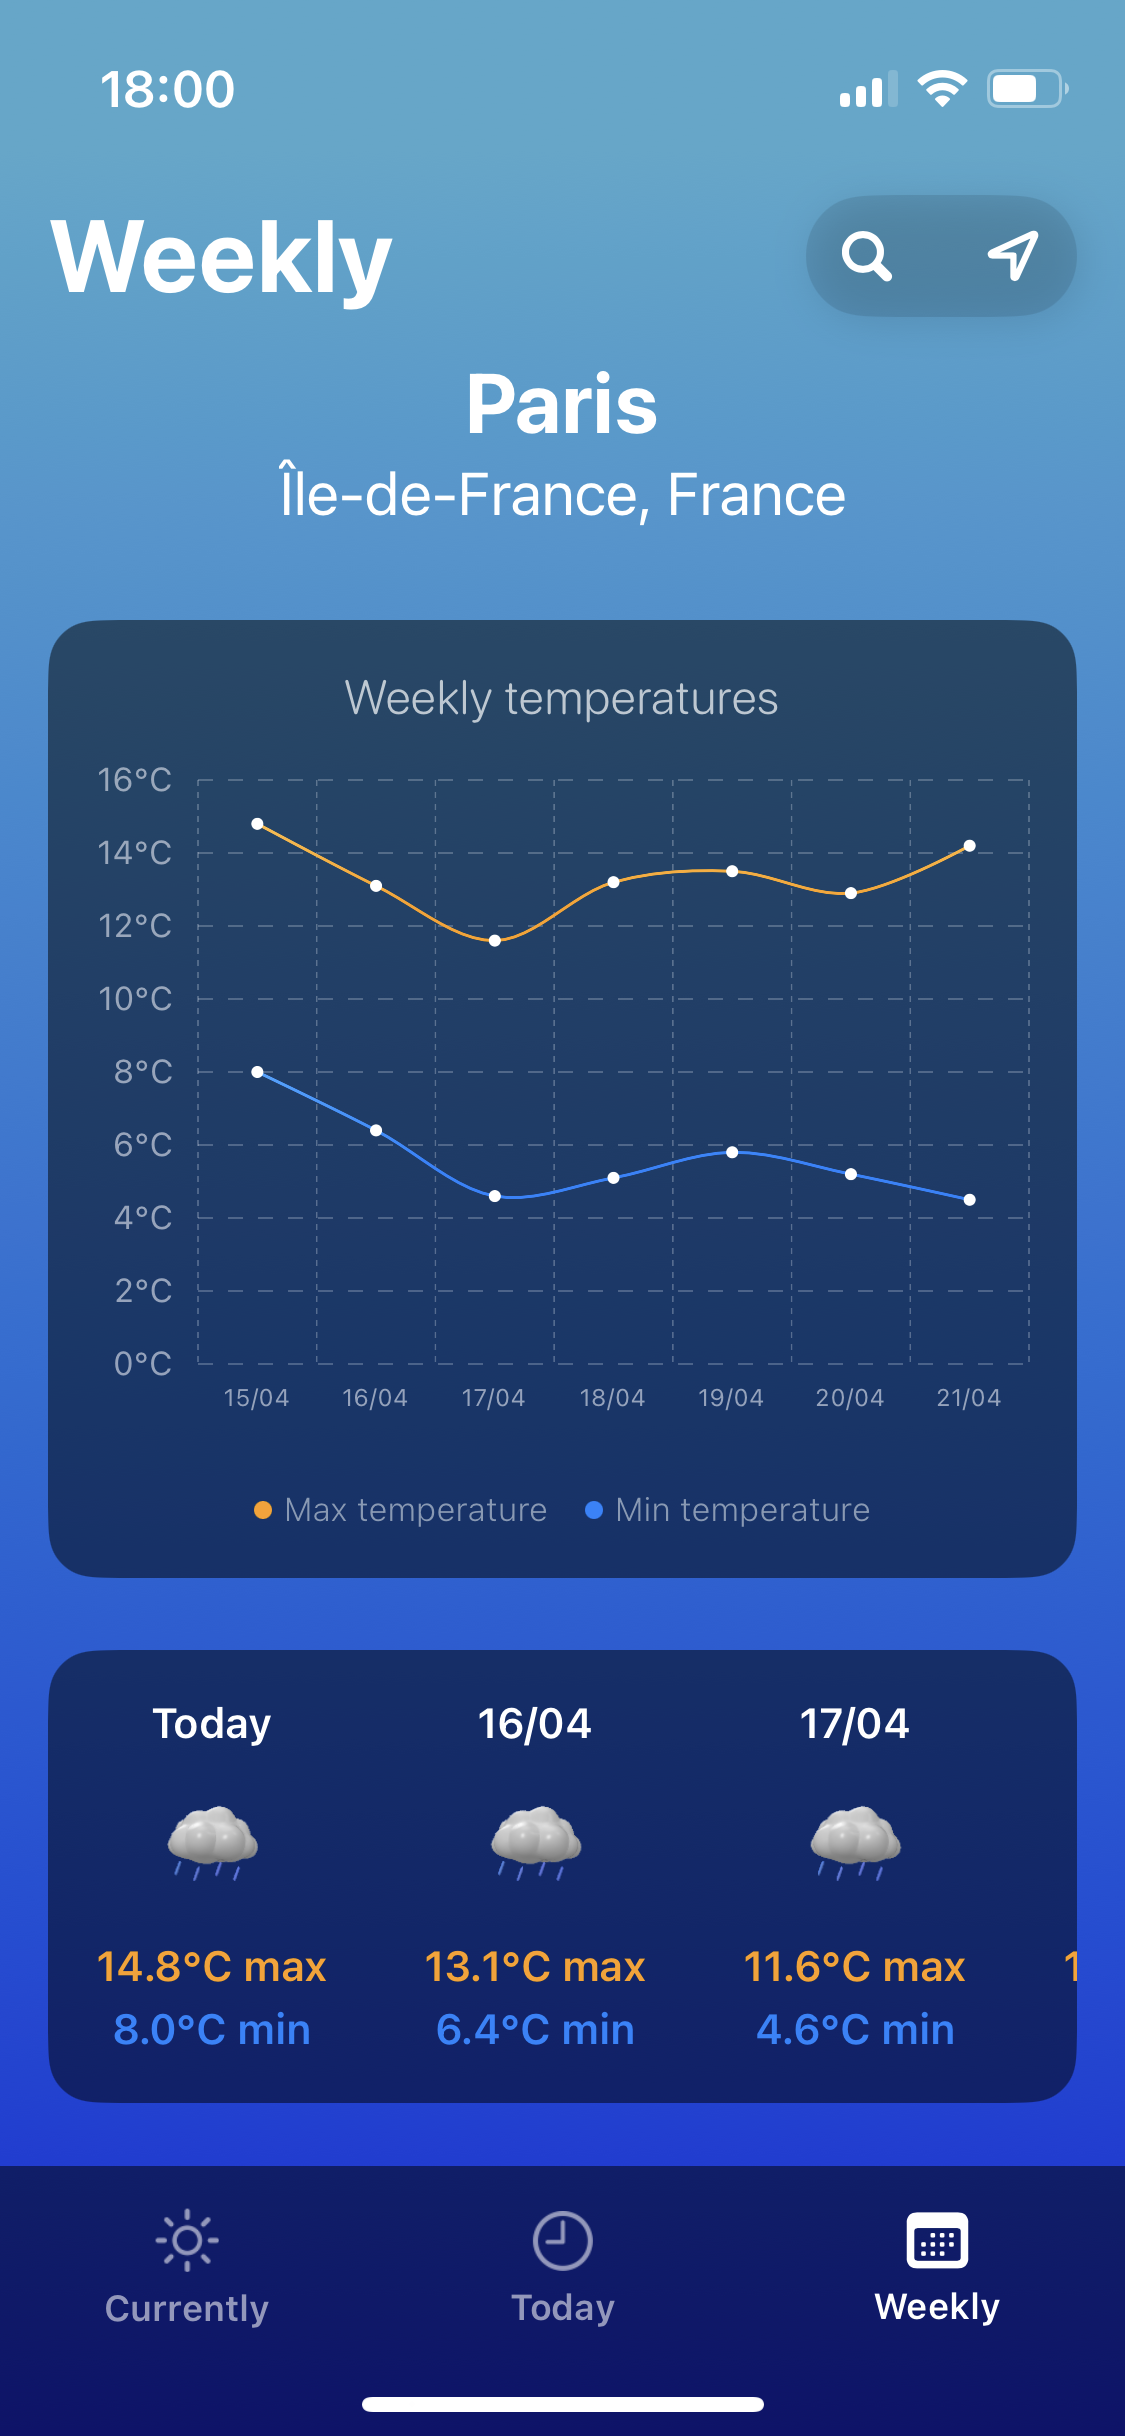 18:00
Weekly
Paris
Île-de-France, France
Weekly temperatures
16°C
14°C
12°C
10°C
8°C
6°C
4°C
2°C
0°C
15/04 16/04 17/04 18/04 19/04 20/04 21/04
Max temperature Min temperature
Today 16/04 17/04
14.8°C max 13.1°C max 11.6°C max 1
8.0°C min 6.4°C min 4.6°C min
Currently Today Weekly